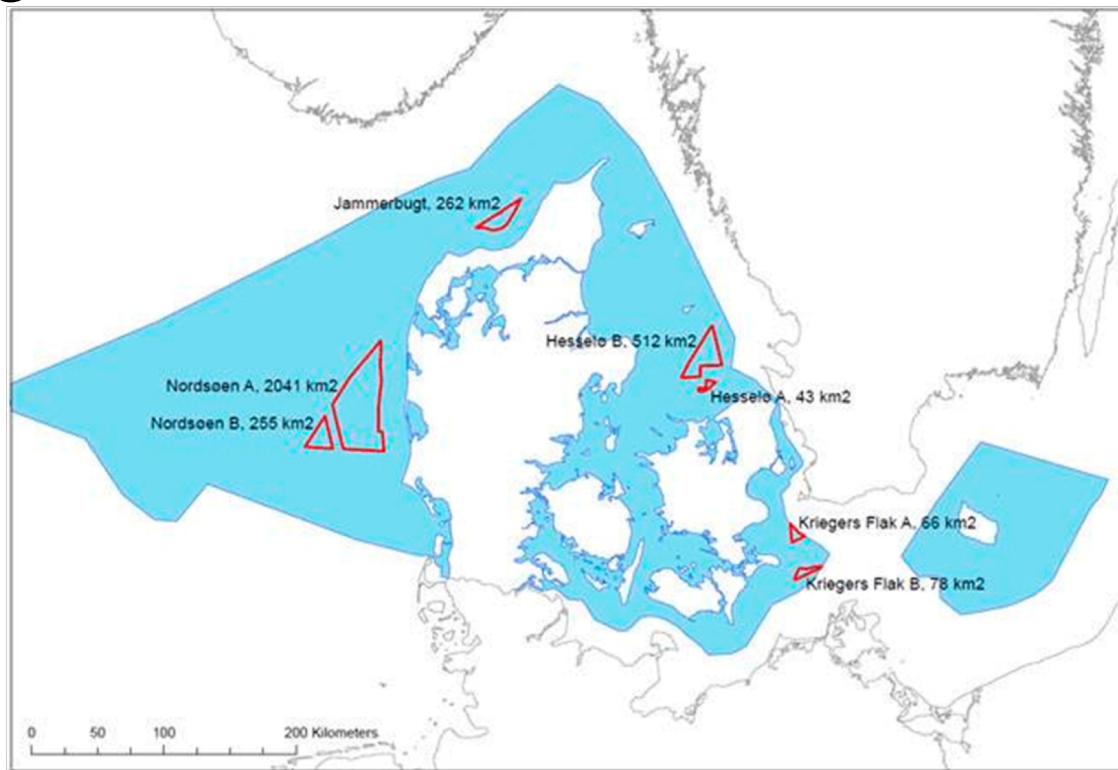 Jammerbugt, 262 km2
Hesselø B, 512 km2
Nordsøen A, 2041 km2
Hesselø A, 43 km2
Nordsøen B, 255 km2
Kriegers Flak A, 66 km2
Kriegers Flak B, 78 km2
0 50 100 200 Kilometers